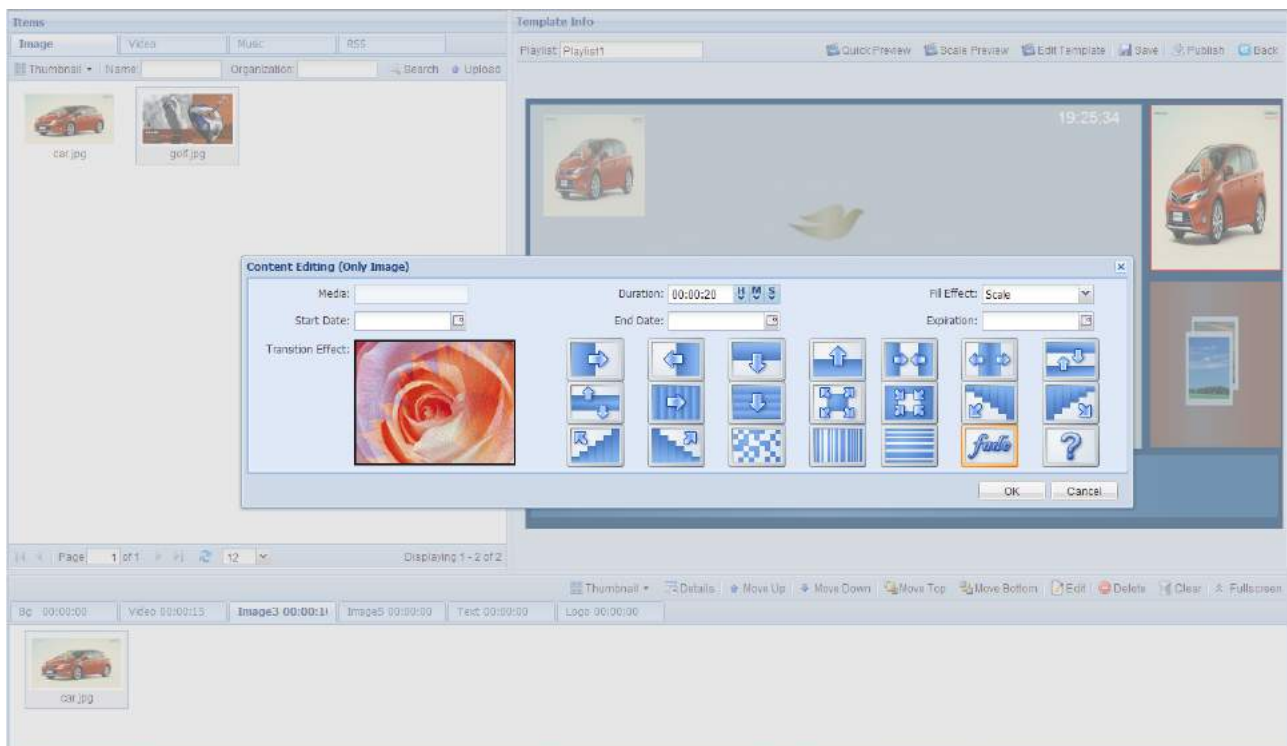 Items
Image Video Music RSS
Thumbnail Name: Organization: Search Upload
car.jpg golf.jpg
Template Info
Playlist: Playlist1 Quick Preview Scale Preview Edit Template Save Publish Back
19:25:34
Content Editing (Only Image)
Media: Duration: 00:00:20 H M S Fill Effect: Scale
Start Date: End Date: Expiration:
Transition Effect:
fade
?
OK Cancel
Page 1 of 1 12 Displaying 1 - 2 of 2
Thumbnail Details Move Up Move Down Move Top Move Bottom Edit Delete Clear Fullscreen
Bg 00:00:00 Video 00:00:15 Image3 00:00:10 Image5 00:00:00 Text 00:00:00 Logo 00:00:00
car.jpg